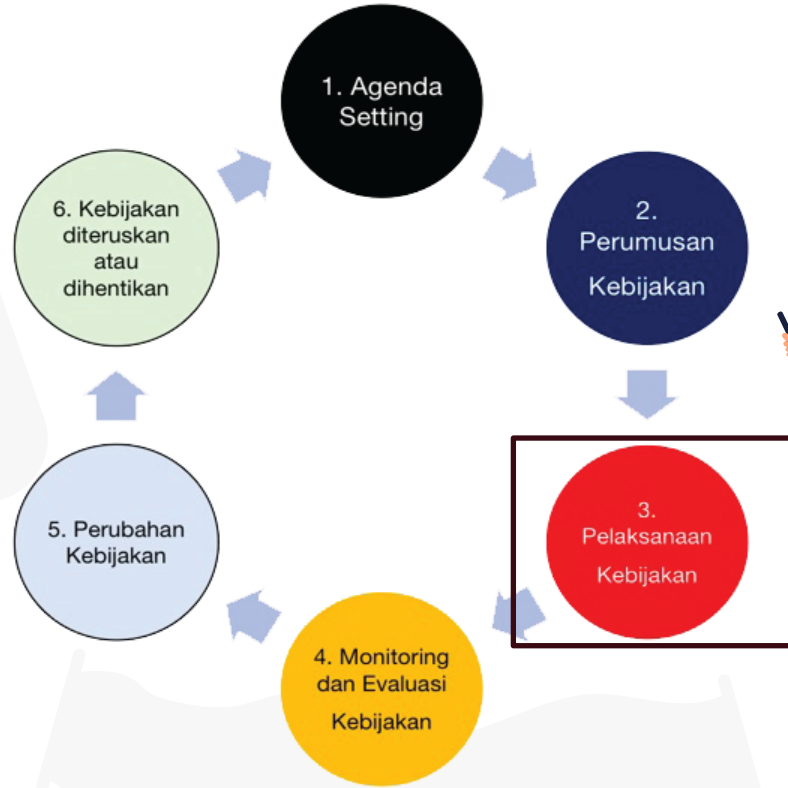 1. Agenda
Setting
2.
Perumusan
Kebijakan
3.
Pelaksanaan
Kebijakan
4. Monitoring
dan Evaluasi
Kebijakan
5. Perubahan
Kebijakan
6. Kebijakan
diteruskan
atau
dihentikan